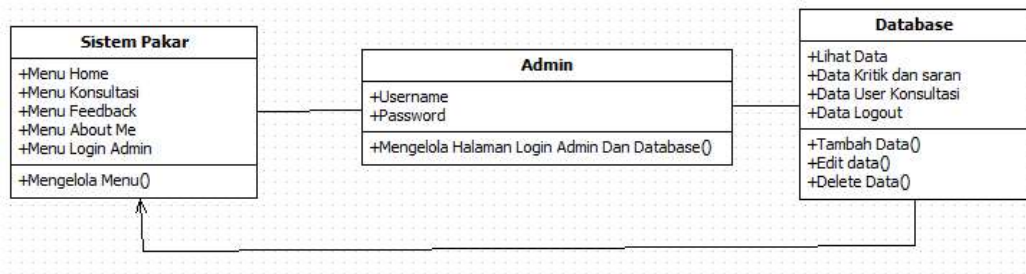 Sistem Pakar
+Menu Home
+Menu Konsultasi
+Menu Feedback
+Menu About Me
+Menu Login Admin
+Mengelola Menu()
Admin
+Username
+Password
+Mengelola Halaman Login Admin Dan Database()
Database
+Lihat Data
+Data Kritik dan saran
+Data User Konsultasi
+Data Logout
+Tambah Data()
+Edit data()
+Delete Data()